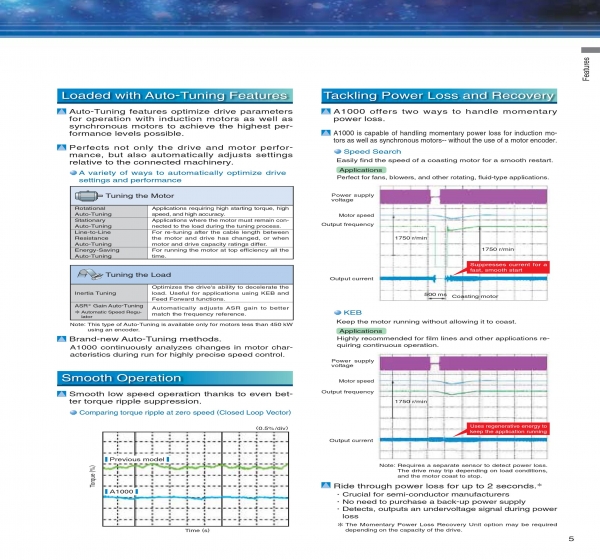 Features
Loaded with Auto-Tuning Features
Auto-Tuning features optimize drive parameters
for operation with induction motors as well as
synchronous motors to achieve the highest per-
formance levels possible.
Perfects not only the drive and motor perfor-
mance, but also automatically adjusts settings
relative to the connected machinery.
A variety of ways to automatically optimize drive
settings and performance
Tuning the Motor
Rotational
Auto-Tuning
Applications requiring high starting torque, high
speed, and high accuracy.
Stationary
Auto-Tuning
Applications where the motor must remain con-
nected to the load during the tuning process.
Line-to-Line
Resistance
Auto-Tuning
For re-tuning after the cable length between
the motor and drive has changed, or when
motor and drive capacity ratings differ.
Energy-Saving
Auto-Tuning
For running the motor at top efficiency all the
time.
Tuning the Load
Inertia Tuning
Optimizes the drive's ability to decelerate the
load. Useful for applications using KEB and
Feed Forward functions.
ASR* Gain Auto-Tuning
* Automatic Speed Regu-
lator
Automatically adjusts ASR gain to better
match the frequency reference.
Note: This type of Auto-Tuning is available only for motors less than 450 kW
using an encoder.
Brand-new Auto-Tuning methods.
A1000 continuously analyzes changes in motor char-
acteristics during run for highly precise speed control.
Smooth Operation
Smooth low speed operation thanks to even bet-
ter torque ripple suppression.
Comparing torque ripple at zero speed (Closed Loop Vector)
(0.5%/div)
Previous model
A1000
Torque (%)
Time (s)
Tackling Power Loss and Recovery
A1000 offers two ways to handle momentary
power loss.
A1000 is capable of handling momentary power loss for induction mo-
tors as well as synchronous motors-- without the use of a motor encoder.
Speed Search
Easily find the speed of a coasting motor for a smooth restart.
Applications
Perfect for fans, blowers, and other rotating, fluid-type applications.
Power supply
voltage
Motor speed
Output frequency
1750 r/min
1750 r/min
Suppresses current for a
fast, smooth start
Output current
500 ms
Coasting motor
KEB
Keep the motor running without allowing it to coast.
Applications
Highly recommended for film lines and other applications re-
quiring continuous operation.
Power supply
voltage
Motor speed
Output frequency
1750 r/min
Uses regenerative energy to
keep the application running
Output current
Note: Requires a separate sensor to detect power loss.
The drive may trip depending on load conditions,
and the motor coast to stop.
Ride through power loss for up to 2 seconds.*
· Crucial for semi-conductor manufacturers
· No need to purchase a back-up power supply
· Detects, outputs an undervoltage signal during power
loss
* The Momentary Power Loss Recovery Unit option may be required
depending on the capacity of the drive.
5